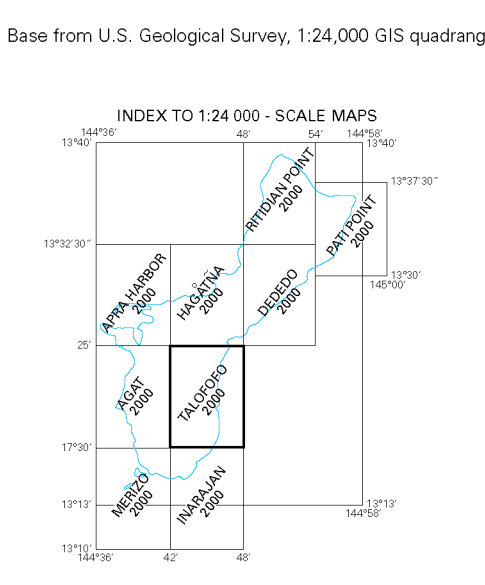 Base from U.S. Geological Survey, 1:24,000 GIS quadrang
INDEX TO 1:24 000 - SCALE MAPS
144°36' 48' 54' 144°58'
13°40' 13°40'
RITIDIAN POINT
2000
13°37'30"
PATI POINT
2000
13°32'30"
APRA HARBOR
2000
HAGÅTÑA
2000
DEDEDO
2000
13°30'
145°00'
25'
AGAT
2000
TALOFOFO
2000
17°30'
MERIZO
2000
INARAJAN
2000
13°13' 13°13'
144°58'
13°10'
144°36' 42' 48'